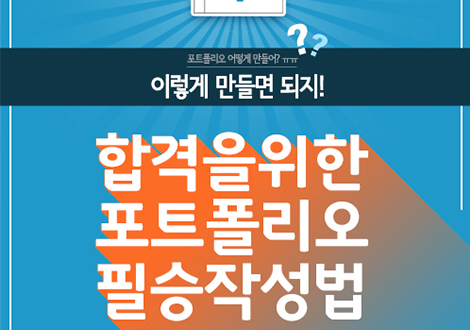 ??
포트폴리오 어떻게 만들어? ㅠㅠ
이렇게 만들면 되지!
합격을위한
포트폴리오
필승작성법